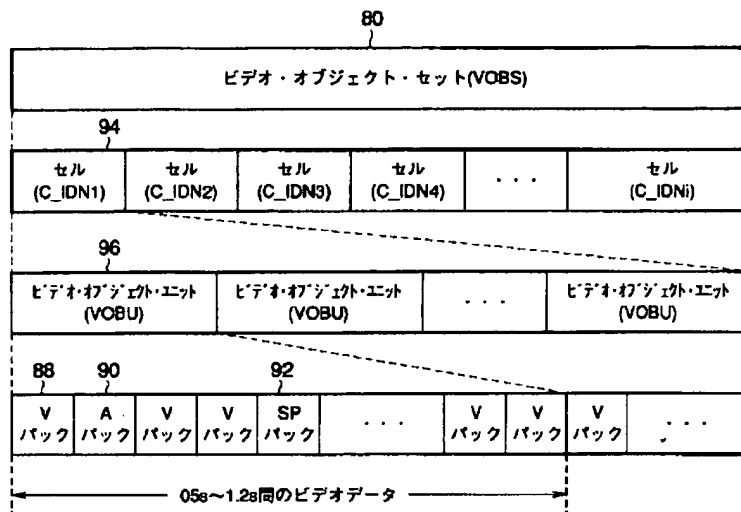 80
ビデオ・オブジェクト・セット(VOBS)
94
セル セル セル セル セル
(C_IDN1) (C_IDN2) (C_IDN3) (C_IDN4) ・・・ (C_IDNi)
96
ビデオ・オブジェクト・ユニット ビデオ・オブジェクト・ユニット ビデオ・オブジェクト・ユニット
(VOBU) (VOBU) ・・・ (VOBU)
88 90 92
V A V V SP V V V
パック パック パック パック パック ・・・ パック パック パック ・・・
05s～1.2s間のビデオデータ